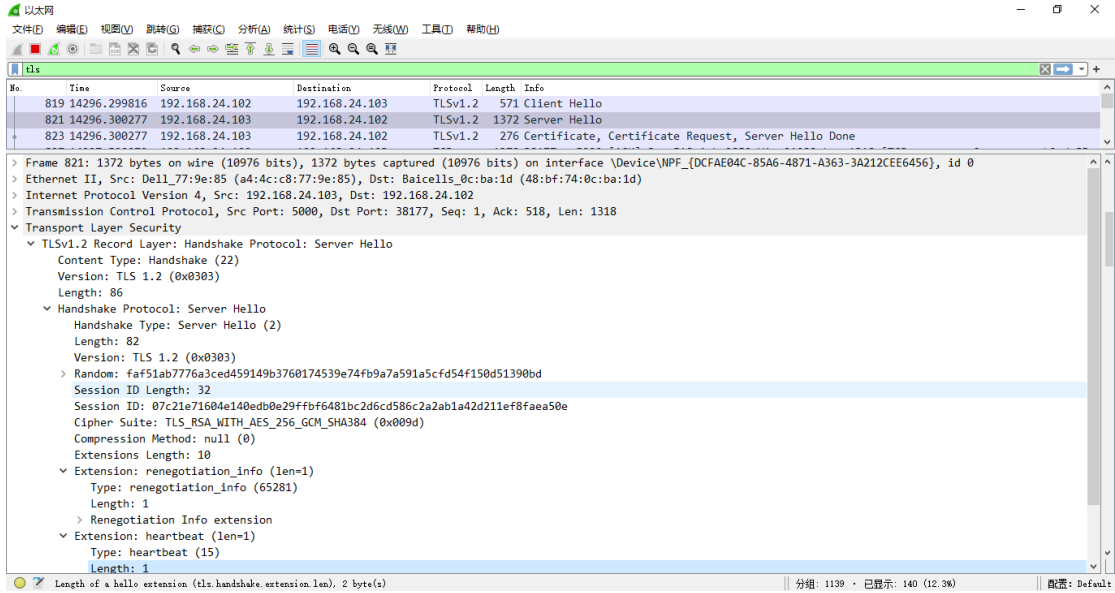 以太网
文件(F) 编辑(E) 视图(V) 跳转(G) 捕获(C) 分析(A) 统计(S) 电话(Y) 无线(W) 工具(T) 帮助(H)
tls
No. Time Source Destination Protocol Length Info
819 14296.299816 192.168.24.102 192.168.24.103 TLSv1.2 571 Client Hello
821 14296.300277 192.168.24.103 192.168.24.102 TLSv1.2 1372 Server Hello
823 14296.300277 192.168.24.103 192.168.24.102 TLSv1.2 276 Certificate, Certificate Request, Server Hello Done
Frame 821: 1372 bytes on wire (10976 bits), 1372 bytes captured (10976 bits) on interface \Device\NPF_{DCFAE04C-85A6-4871-A363-3A212CEE6456}, id 0
Ethernet II, Src: Dell_77:9e:85 (a4:4c:c8:77:9e:85), Dst: Baicells_0c:ba:1d (48:bf:74:0c:ba:1d)
Internet Protocol Version 4, Src: 192.168.24.103, Dst: 192.168.24.102
Transmission Control Protocol, Src Port: 5000, Dst Port: 38177, Seq: 1, Ack: 518, Len: 1318
Transport Layer Security
TLSv1.2 Record Layer: Handshake Protocol: Server Hello
Content Type: Handshake (22)
Version: TLS 1.2 (0x0303)
Length: 86
Handshake Protocol: Server Hello
Handshake Type: Server Hello (2)
Length: 82
Version: TLS 1.2 (0x0303)
Random: faf51ab7776a3ced459149b3760174539e74fb9a7a591a5cfd54f150d51390bd
Session ID Length: 32
Session ID: 07c21e71604e140edb0e29ffbf6481bc2d6cd586c2a2ab1a42d211ef8faea50e
Cipher Suite: TLS_RSA_WITH_AES_256_GCM_SHA384 (0x009d)
Compression Method: null (0)
Extensions Length: 10
Extension: renegotiation_info (len=1)
Type: renegotiation_info (65281)
Length: 1
Renegotiation Info extension
Extension: heartbeat (len=1)
Type: heartbeat (15)
Length: 1
Length of a hello extension (tls.handshake.extension.len), 2 byte(s) 分组: 1139 · 已显示: 140 (12.3%) 配置: Default